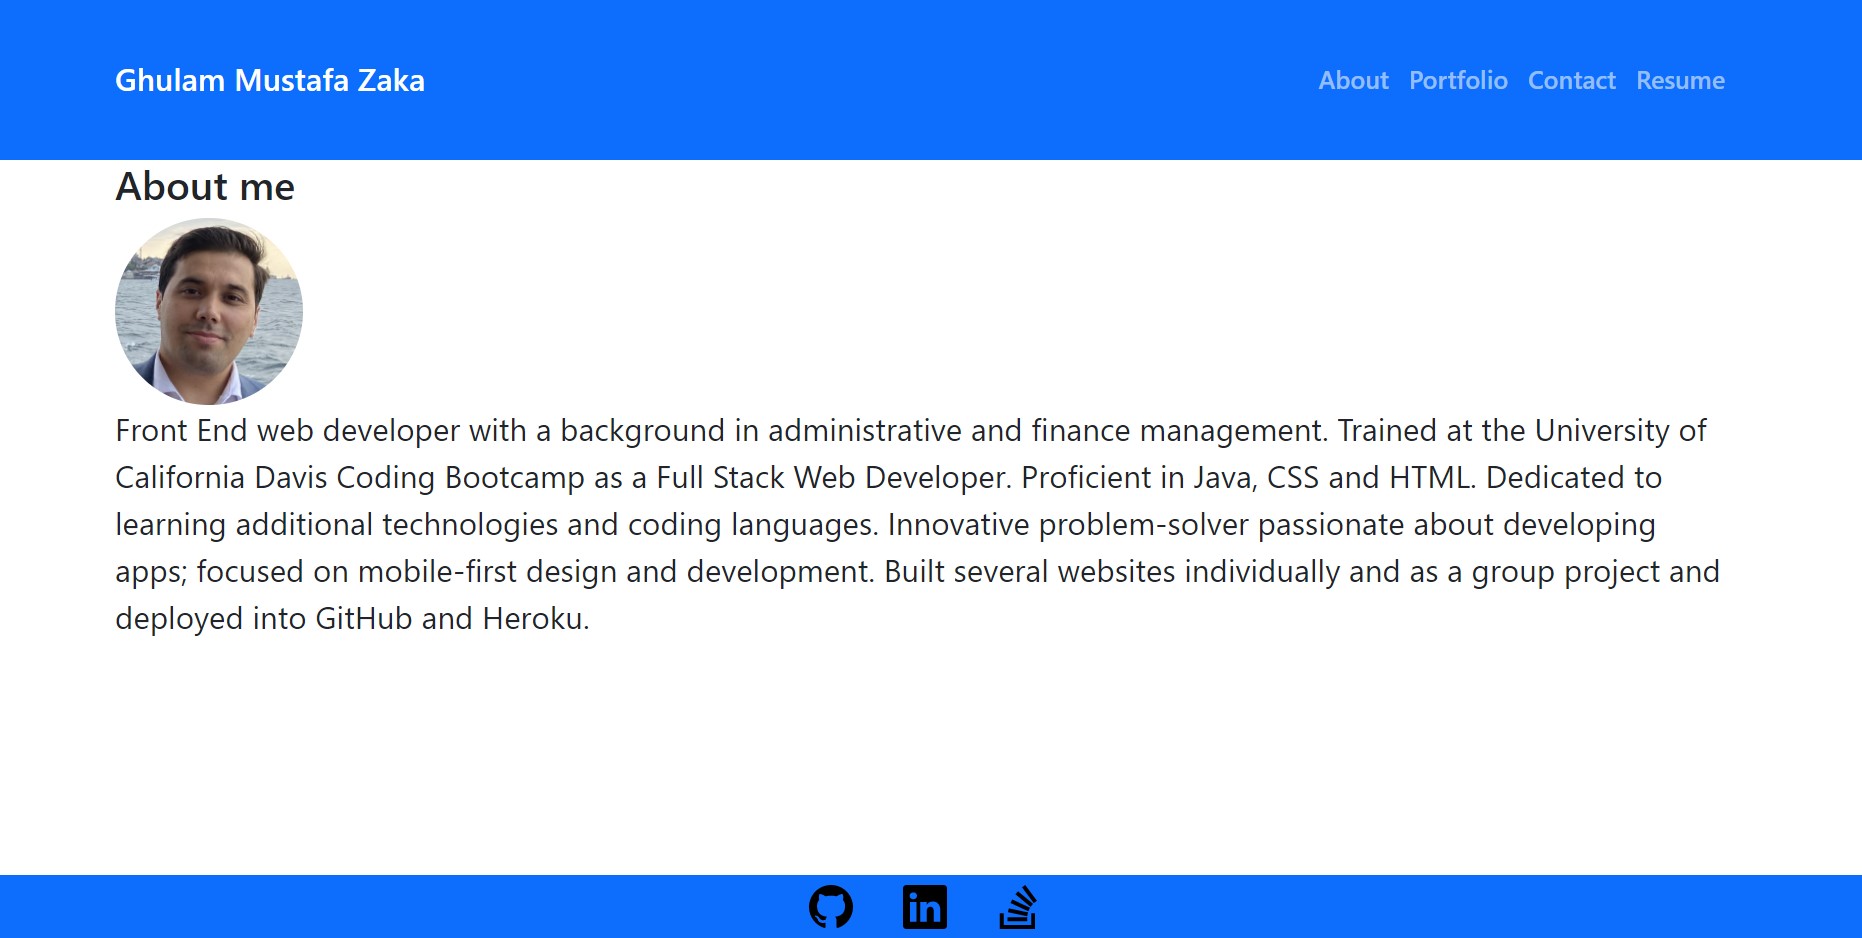 Ghulam Mustafa Zaka
About Portfolio Contact Resume
About me
Front End web developer with a background in administrative and finance management. Trained at the University of
California Davis Coding Bootcamp as a Full Stack Web Developer. Proficient in Java, CSS and HTML. Dedicated to
learning additional technologies and coding languages. Innovative problem-solver passionate about developing
apps; focused on mobile-first design and development. Built several websites individually and as a group project and
deployed into GitHub and Heroku.
in